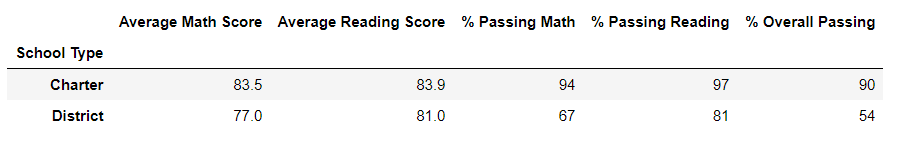 Average Math Score Average Reading Score % Passing Math % Passing Reading % Overall Passing
School Type
Charter 83.5 83.9 94 97 90
District 77.0 81.0 67 81 54